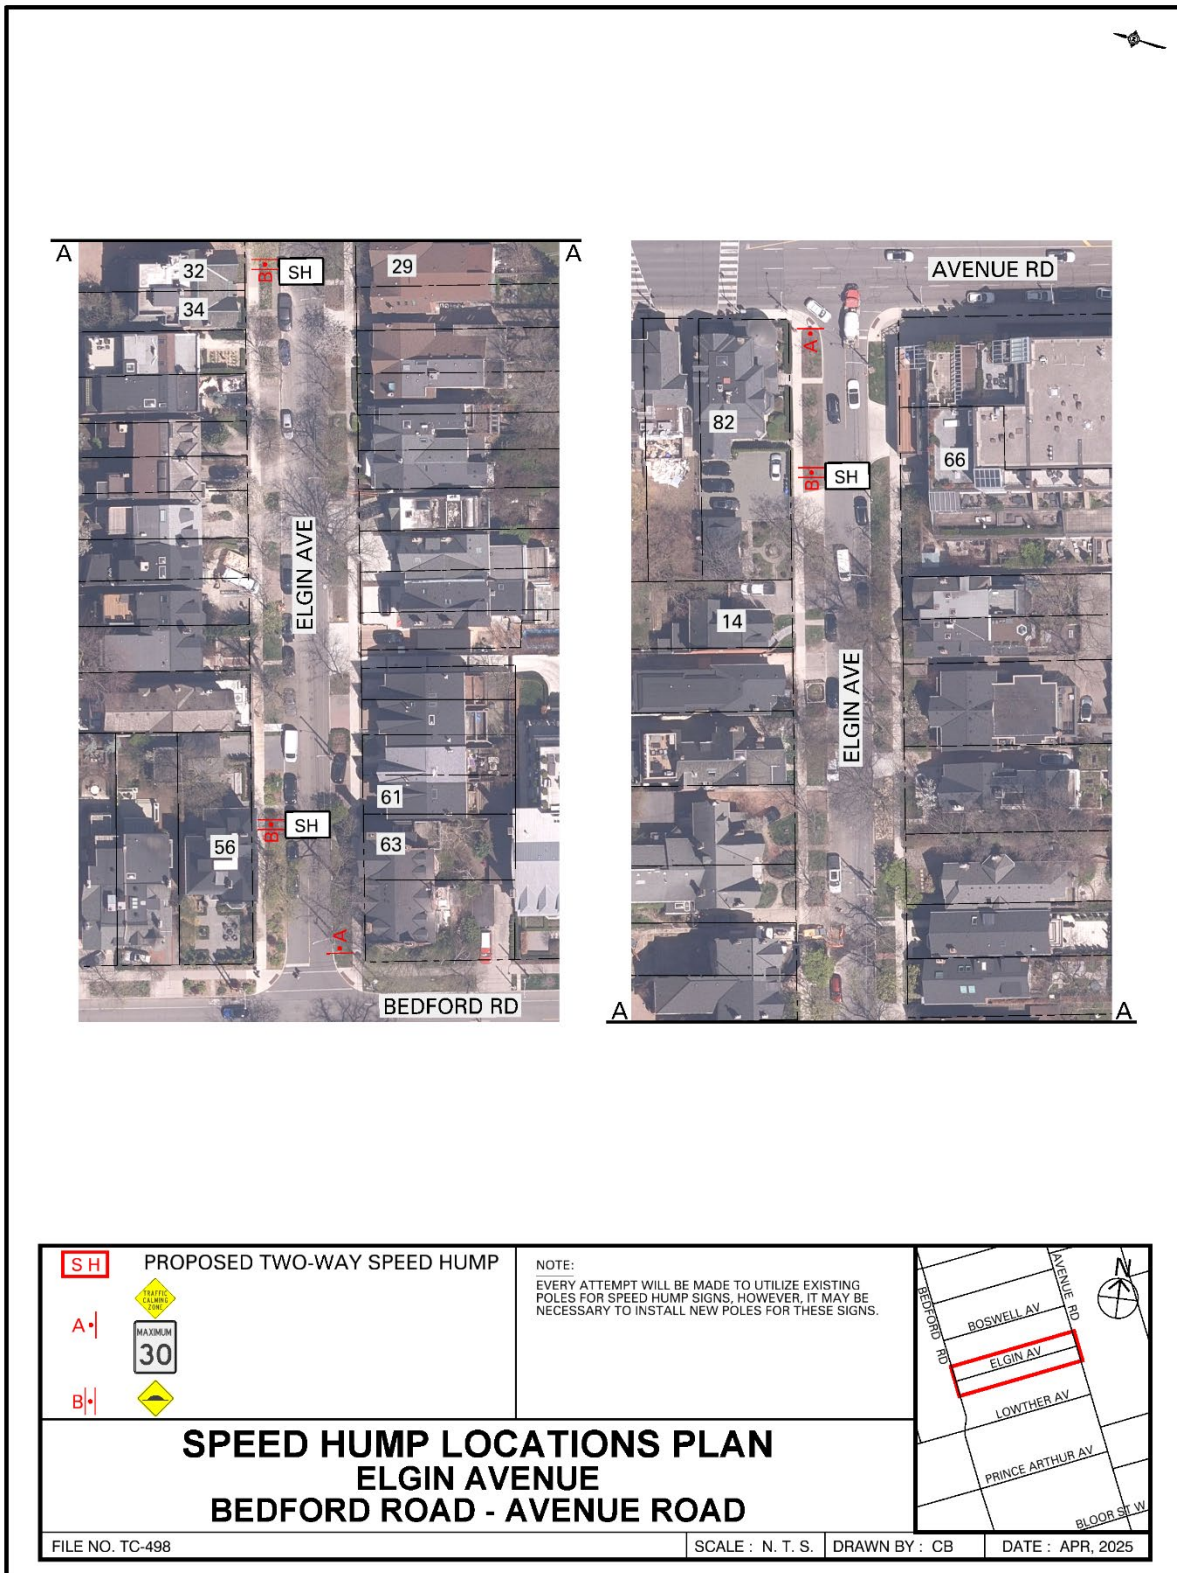 A
A
32
SH
29
B
34
ELGIN AVE
61
B
SH
56
63
A
BEDFORD RD
AVENUE RD
A
82
B
SH
66
14
ELGIN AVE
A
A
S H PROPOSED TWO-WAY SPEED HUMP
TRAFFIC
CALMING
ZONE
A
MAXIMUM
30
B
NOTE:
EVERY ATTEMPT WILL BE MADE TO UTILIZE EXISTING
POLES FOR SPEED HUMP SIGNS, HOWEVER, IT MAY BE
NECESSARY TO INSTALL NEW POLES FOR THESE SIGNS.
N
AVENUE RD
BEDFORD RD
BOSWELL AV
ELGIN AV
LOWTHER AV
PRINCE ARTHUR AV
BLOOR ST W
SPEED HUMP LOCATIONS PLAN
ELGIN AVENUE
BEDFORD ROAD - AVENUE ROAD
FILE NO. TC-498
SCALE : N. T. S.
DRAWN BY : CB
DATE : APR, 2025